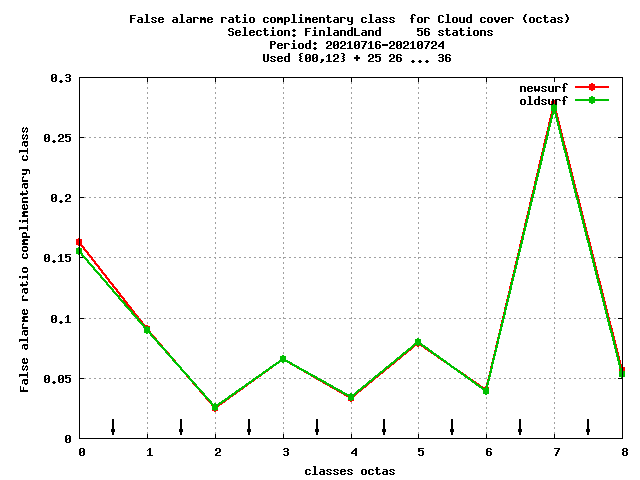 False alarme ratio complimentary class  for Cloud cover (octas)
Selection: FinlandLand     56 stations
Period: 20210716-20210724
Used {00,12} + 25 26 ... 36
newsurf
oldsurf
False alarme ratio complimentary class
0.3
0.25
0.2
0.15
0.1
0.05
0
0 1 2 3 4 5 6 7 8
classes octas